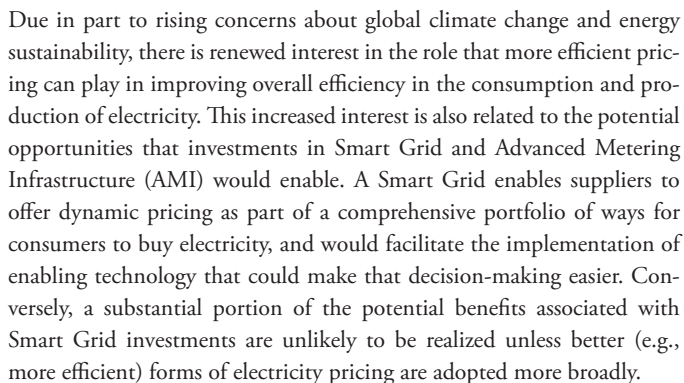 Due in part to rising concerns about global climate change and energy
sustainability, there is renewed interest in the role that more efficient pric-
ing can play in improving overall efficiency in the consumption and pro-
duction of electricity. This increased interest is also related to the potential
opportunities that investments in Smart Grid and Advanced Metering
Infrastructure (AMI) would enable. A Smart Grid enables suppliers to
offer dynamic pricing as part of a comprehensive portfolio of ways for
consumers to buy electricity, and would facilitate the implementation of
enabling technology that could make that decision-making easier. Con-
versely, a substantial portion of the potential benefits associated with
Smart Grid investments are unlikely to be realized unless better (e.g.,
more efficient) forms of electricity pricing are adopted more broadly.